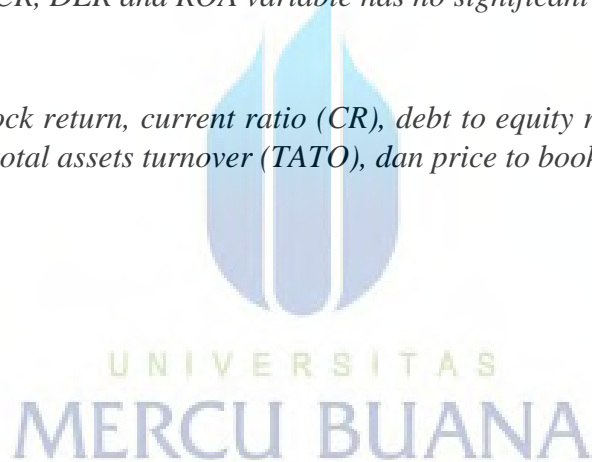 CR, DER and ROA variable has no significant
ock return, current ratio (CR), debt to equity
otal assets turnover (TATO), dan price to book
UNIVERSITAS
MERCU BUANA